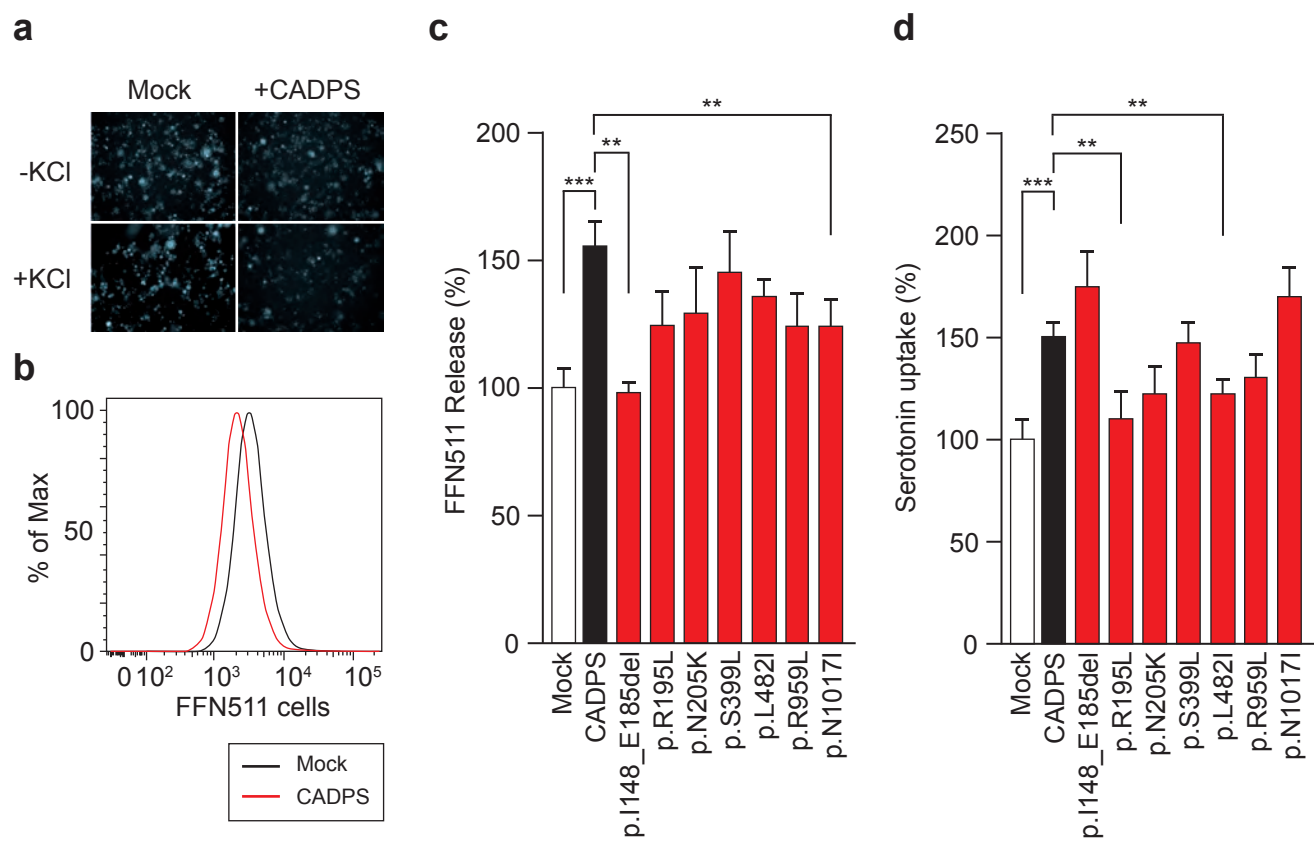 a
Mock +CADPS
-KCl
+KCl
b
100
50
0
% of Max
0 10² 10³ 10⁴ 10⁵
FFN511 cells
Mock
CADPS
c
FFN511 Release (%)
200
150
100
50
0
***
**
**
Mock
CADPS
p.I148_E185del
p.R195L
p.N205K
p.S399L
p.L482I
p.R959L
p.N1017I
d
Serotonin uptake (%)
250
200
250
150
100
50
0
***
**
**
Mock
CADPS
p.I148_E185del
p.R195L
p.N205K
p.S399L
p.L482I
p.R959L
p.N1017I